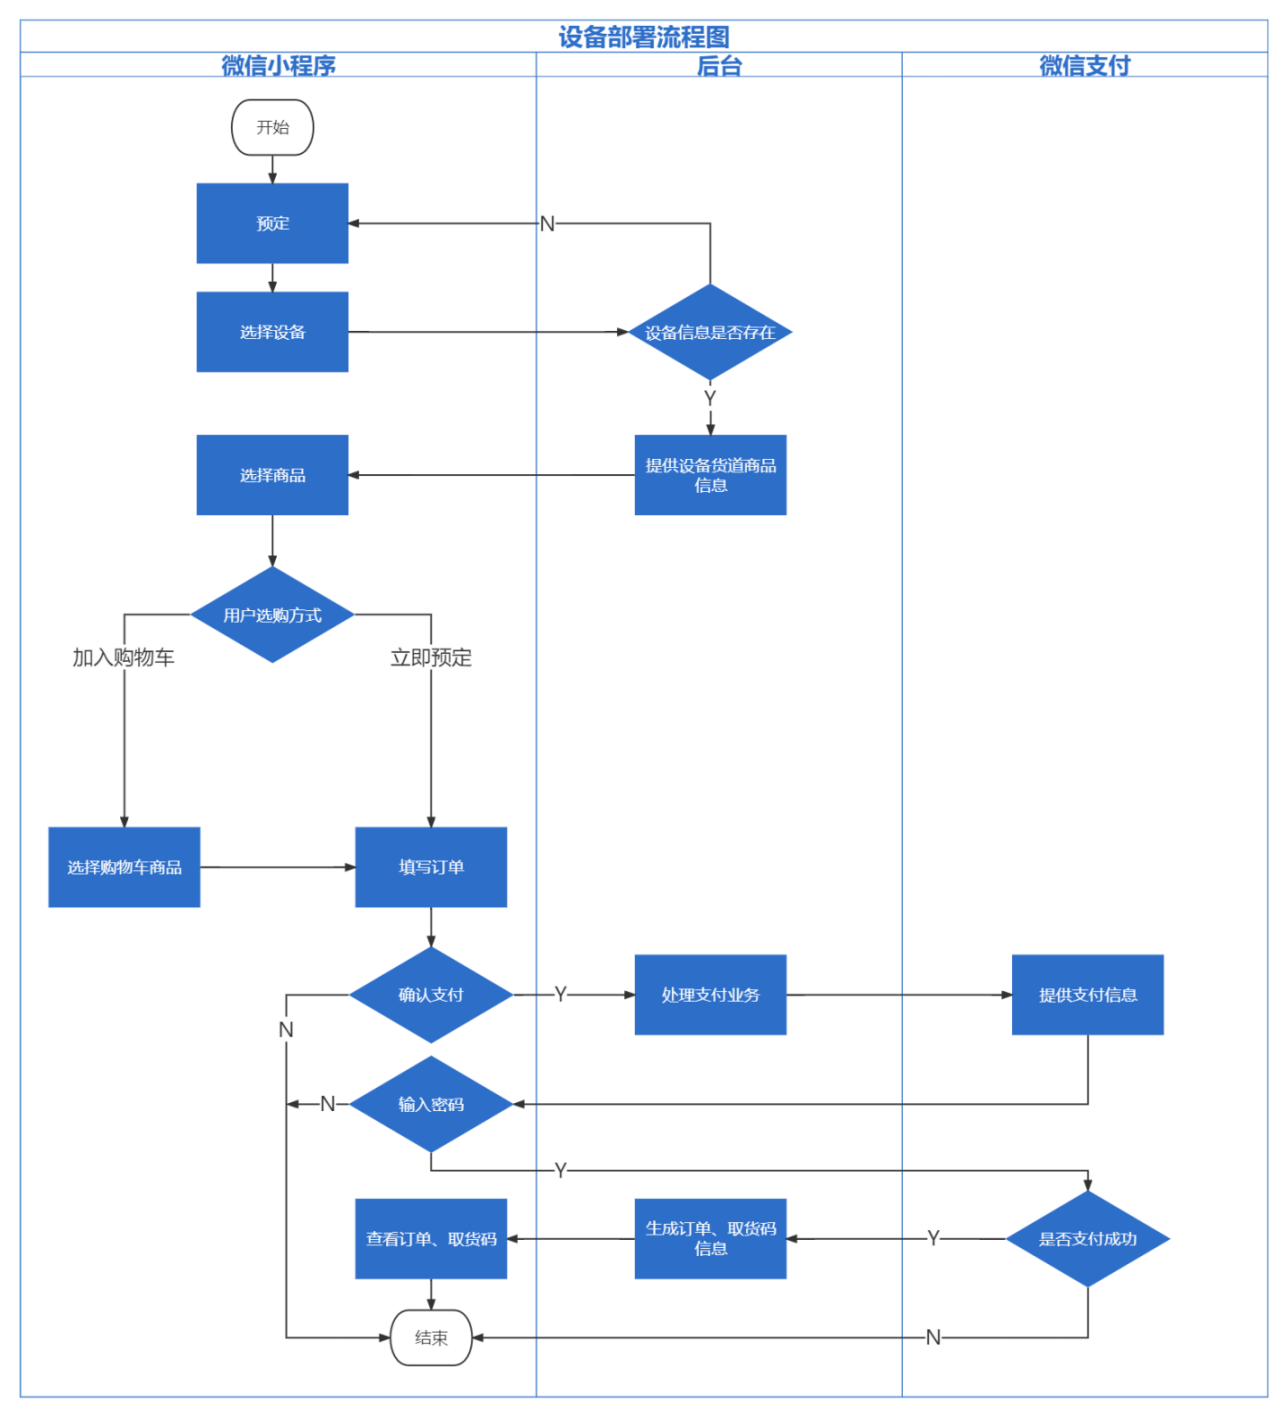 设备部署流程图
微信小程序
后台
微信支付
开始
预定
N
选择设备
设备信息是否存在
Y
选择商品
提供设备货道商品
信息
用户选购方式
加入购物车
立即预定
选择购物车商品
填写订单
确认支付
Y
处理支付业务
提供支付信息
N
N
输入密码
Y
查看订单、取货码
生成订单、取货码
信息
Y
是否支付成功
结束
N